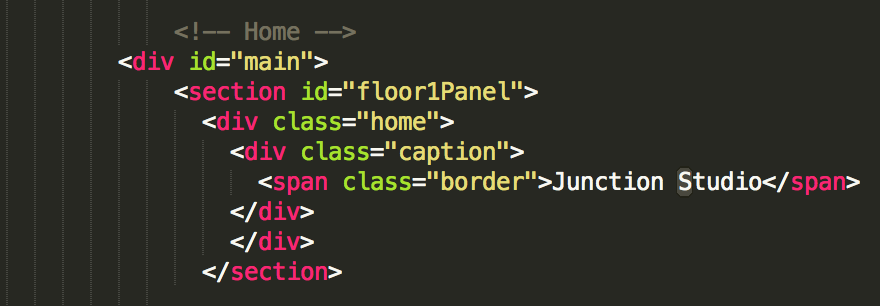 <!-- Home -->
<div id="main">
<section id="floor1Panel">
<div class="home">
<div class="caption">
<span class="border">Junction Studio</span>
</div>
</div>
</section>